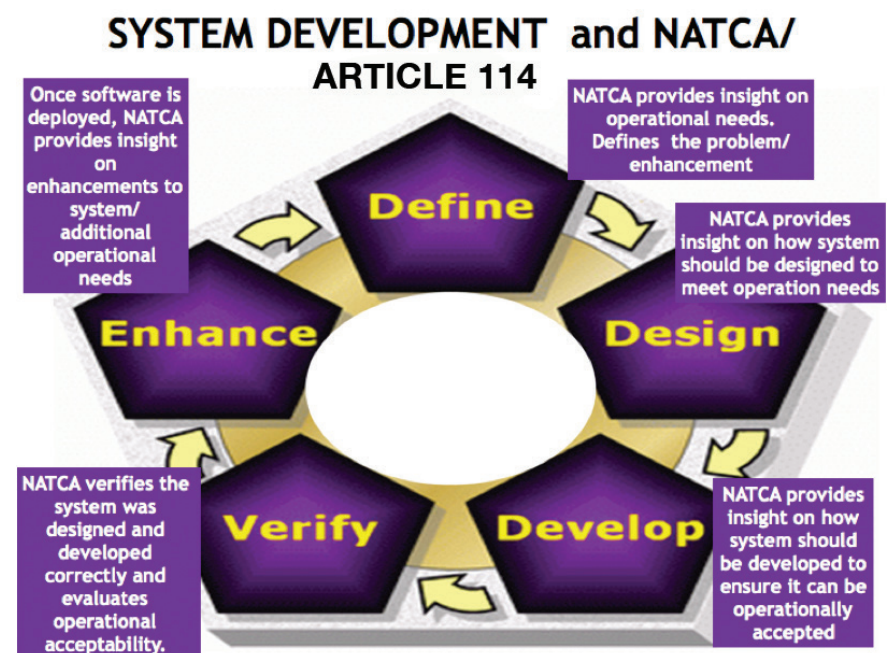 SYSTEM DEVELOPMENT and NATCA/
ARTICLE 114
Once software is
deployed, NATCA
provides insight
on
enhancements to
system/
additional
operational
needs
NATCA provides insight on
operational needs.
Defines the problem/
enhancement
Define
NATCA provides
insight on how system
should be designed to
meet operation needs
Enhance
Design
NATCA verifies the
system was
designed and
developed
correctly and
evaluates
operational
acceptability.
Verify
Develop
NATCA provides
insight on how
system should
be developed to
ensure it can be
operationally
accepted